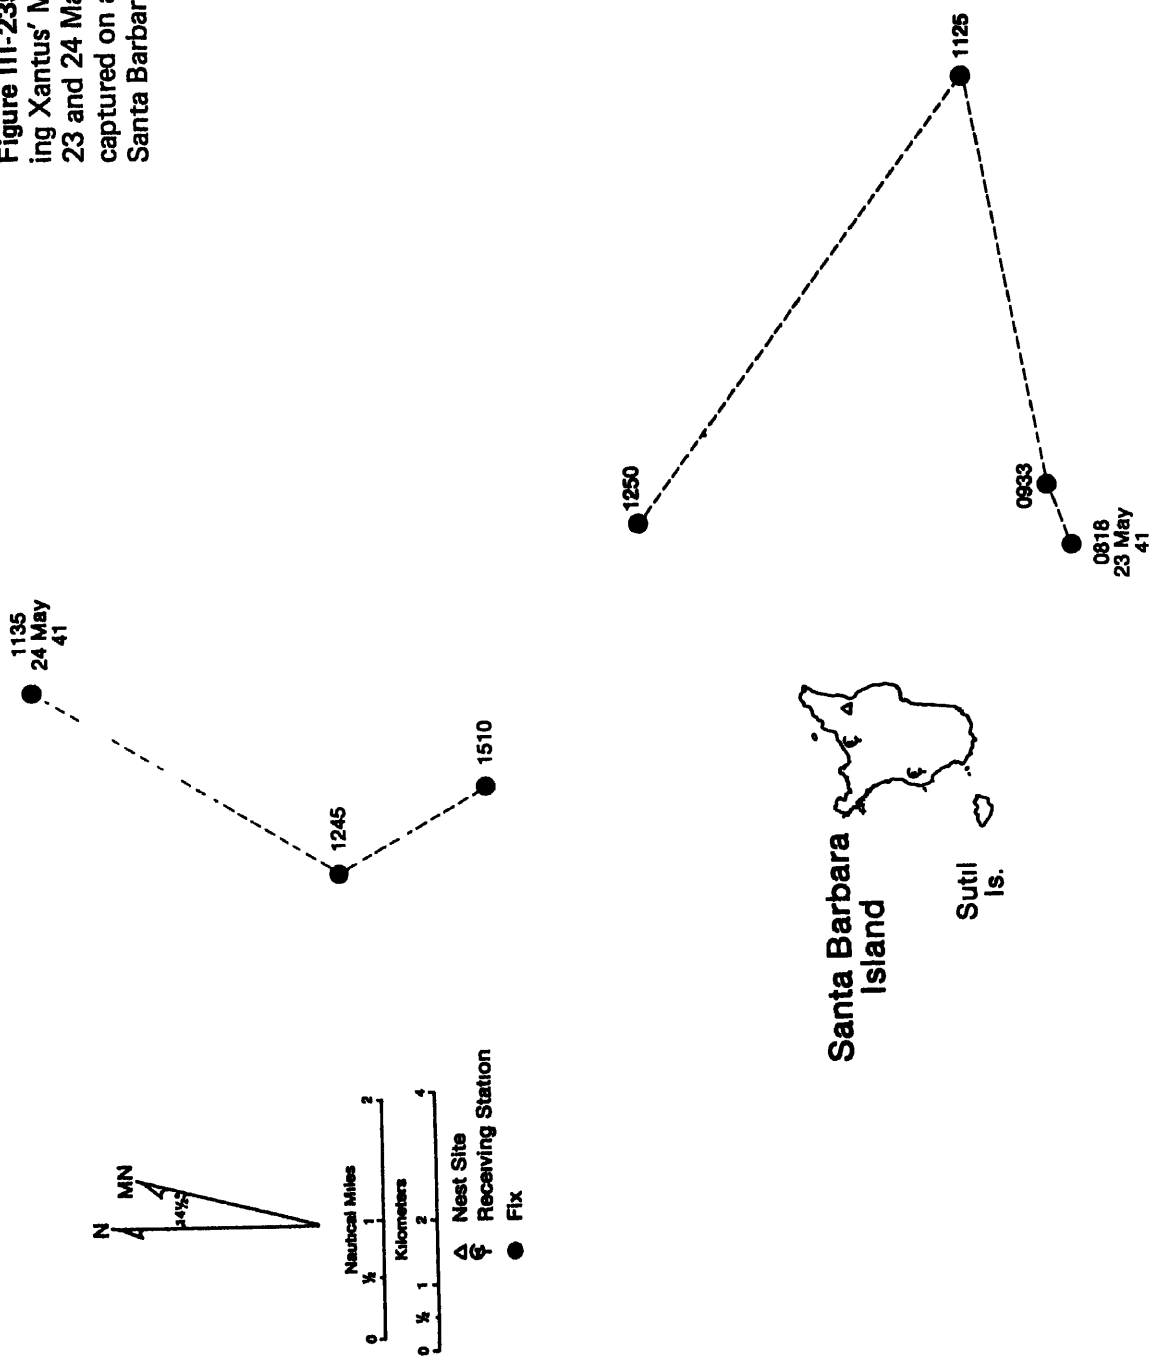 Figure III-23
ing Xantus' M
23 and 24 Ma
captured on a
Santa Barbar
N
MN
14½°
Nautical Miles
0 ½ 1 2
Kilometers
0 ½ 1 2 4
Nest Site
Receiving Station
Fix
1135
24 May
41
1245
1510
1250
1125
0933
0818
23 May
41
Santa Barbara
Island
Sutil
Is.